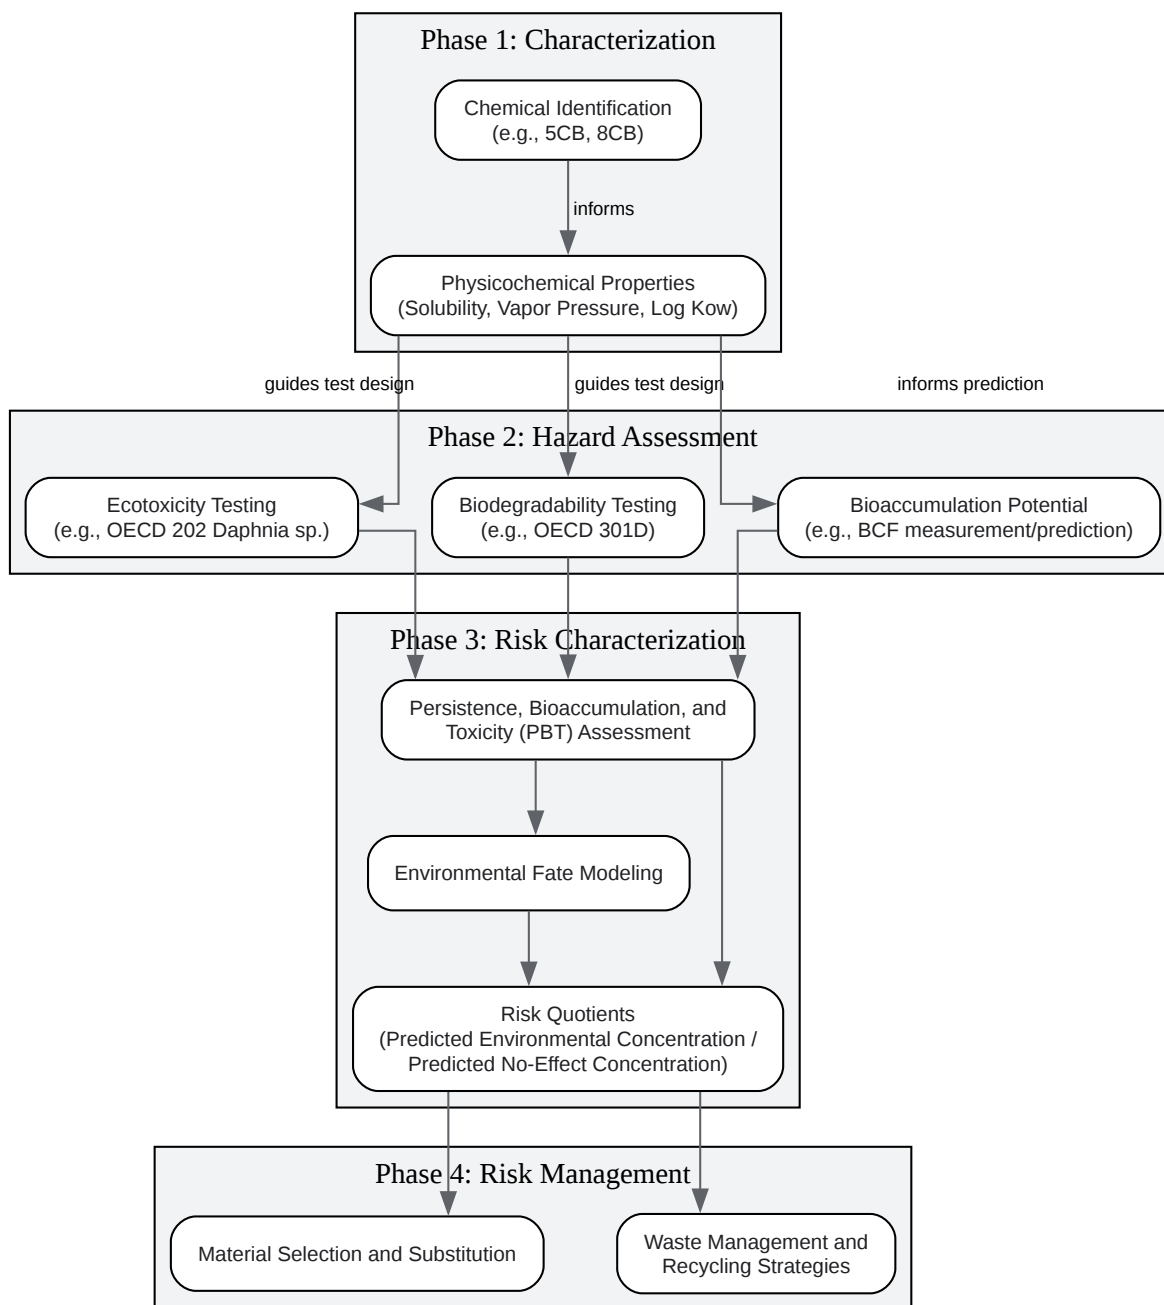 Phase 1: Characterization
Chemical Identification
(e.g., 5CB, 8CB)
informs
Physicochemical Properties
(Solubility, Vapor Pressure, Log Kow)
guides test design
guides test design
informs prediction
Phase 2: Hazard Assessment
Ecotoxicity Testing
(e.g., OECD 202 Daphnia sp.)
Biodegradability Testing
(e.g., OECD 301D)
Bioaccumulation Potential
(e.g., BCF measurement/prediction)
Phase 3: Risk Characterization
Persistence, Bioaccumulation, and
Toxicity (PBT) Assessment
Environmental Fate Modeling
Risk Quotients
(Predicted Environmental Concentration /
Predicted No-Effect Concentration)
Phase 4: Risk Management
Material Selection and Substitution
Waste Management and
Recycling Strategies